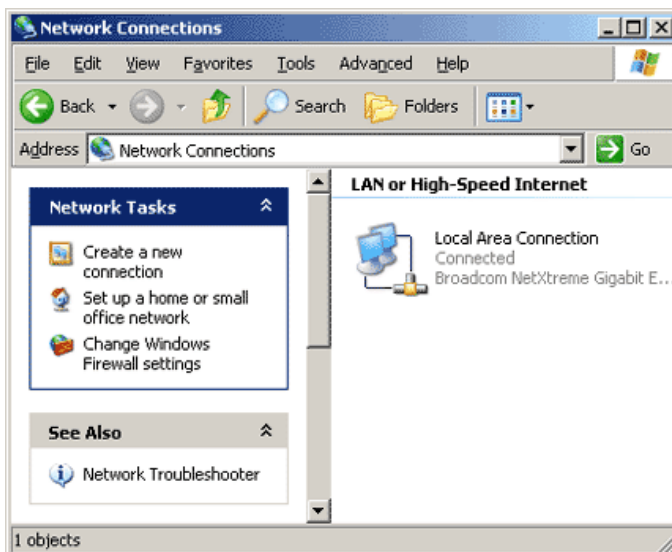 Network Connections
File Edit View Favorites Tools Advanced Help
Back Search Folders
Address Network Connections Go
Network Tasks
Create a new
connection
Set up a home or small
office network
Change Windows
Firewall settings
See Also
Network Troubleshooter
LAN or High-Speed Internet
Local Area Connection
Connected
Broadcom NetXtreme Gigabit E...
1 objects